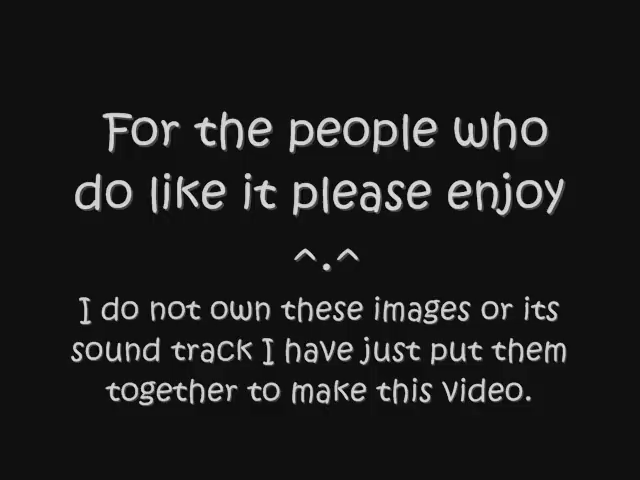 For the people who
do like it please enjoy
^.^
I do not own these images or its
sound track I have just put them
together to make this video.